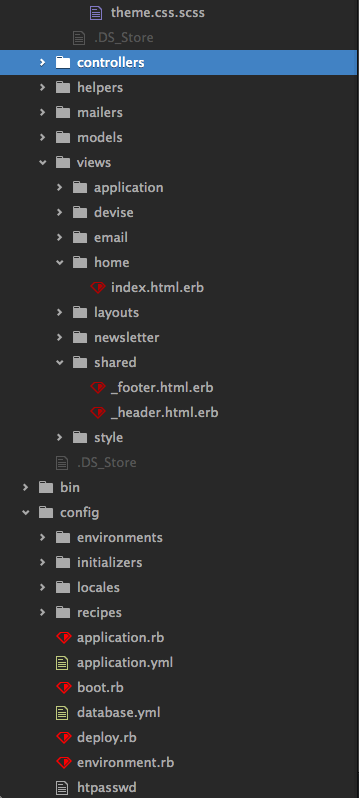 theme.css.scss
.DS_Store
controllers
helpers
mailers
models
views
application
devise
email
home
index.html.erb
layouts
newsletter
shared
_footer.html.erb
_header.html.erb
style
.DS_Store
bin
config
environments
initializers
locales
recipes
application.rb
application.yml
boot.rb
database.yml
deploy.rb
environment.rb
htpasswd